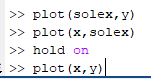 >> plot(solex,y)
>> plot(x,solex)
>> hold on
>> plot(x,y)